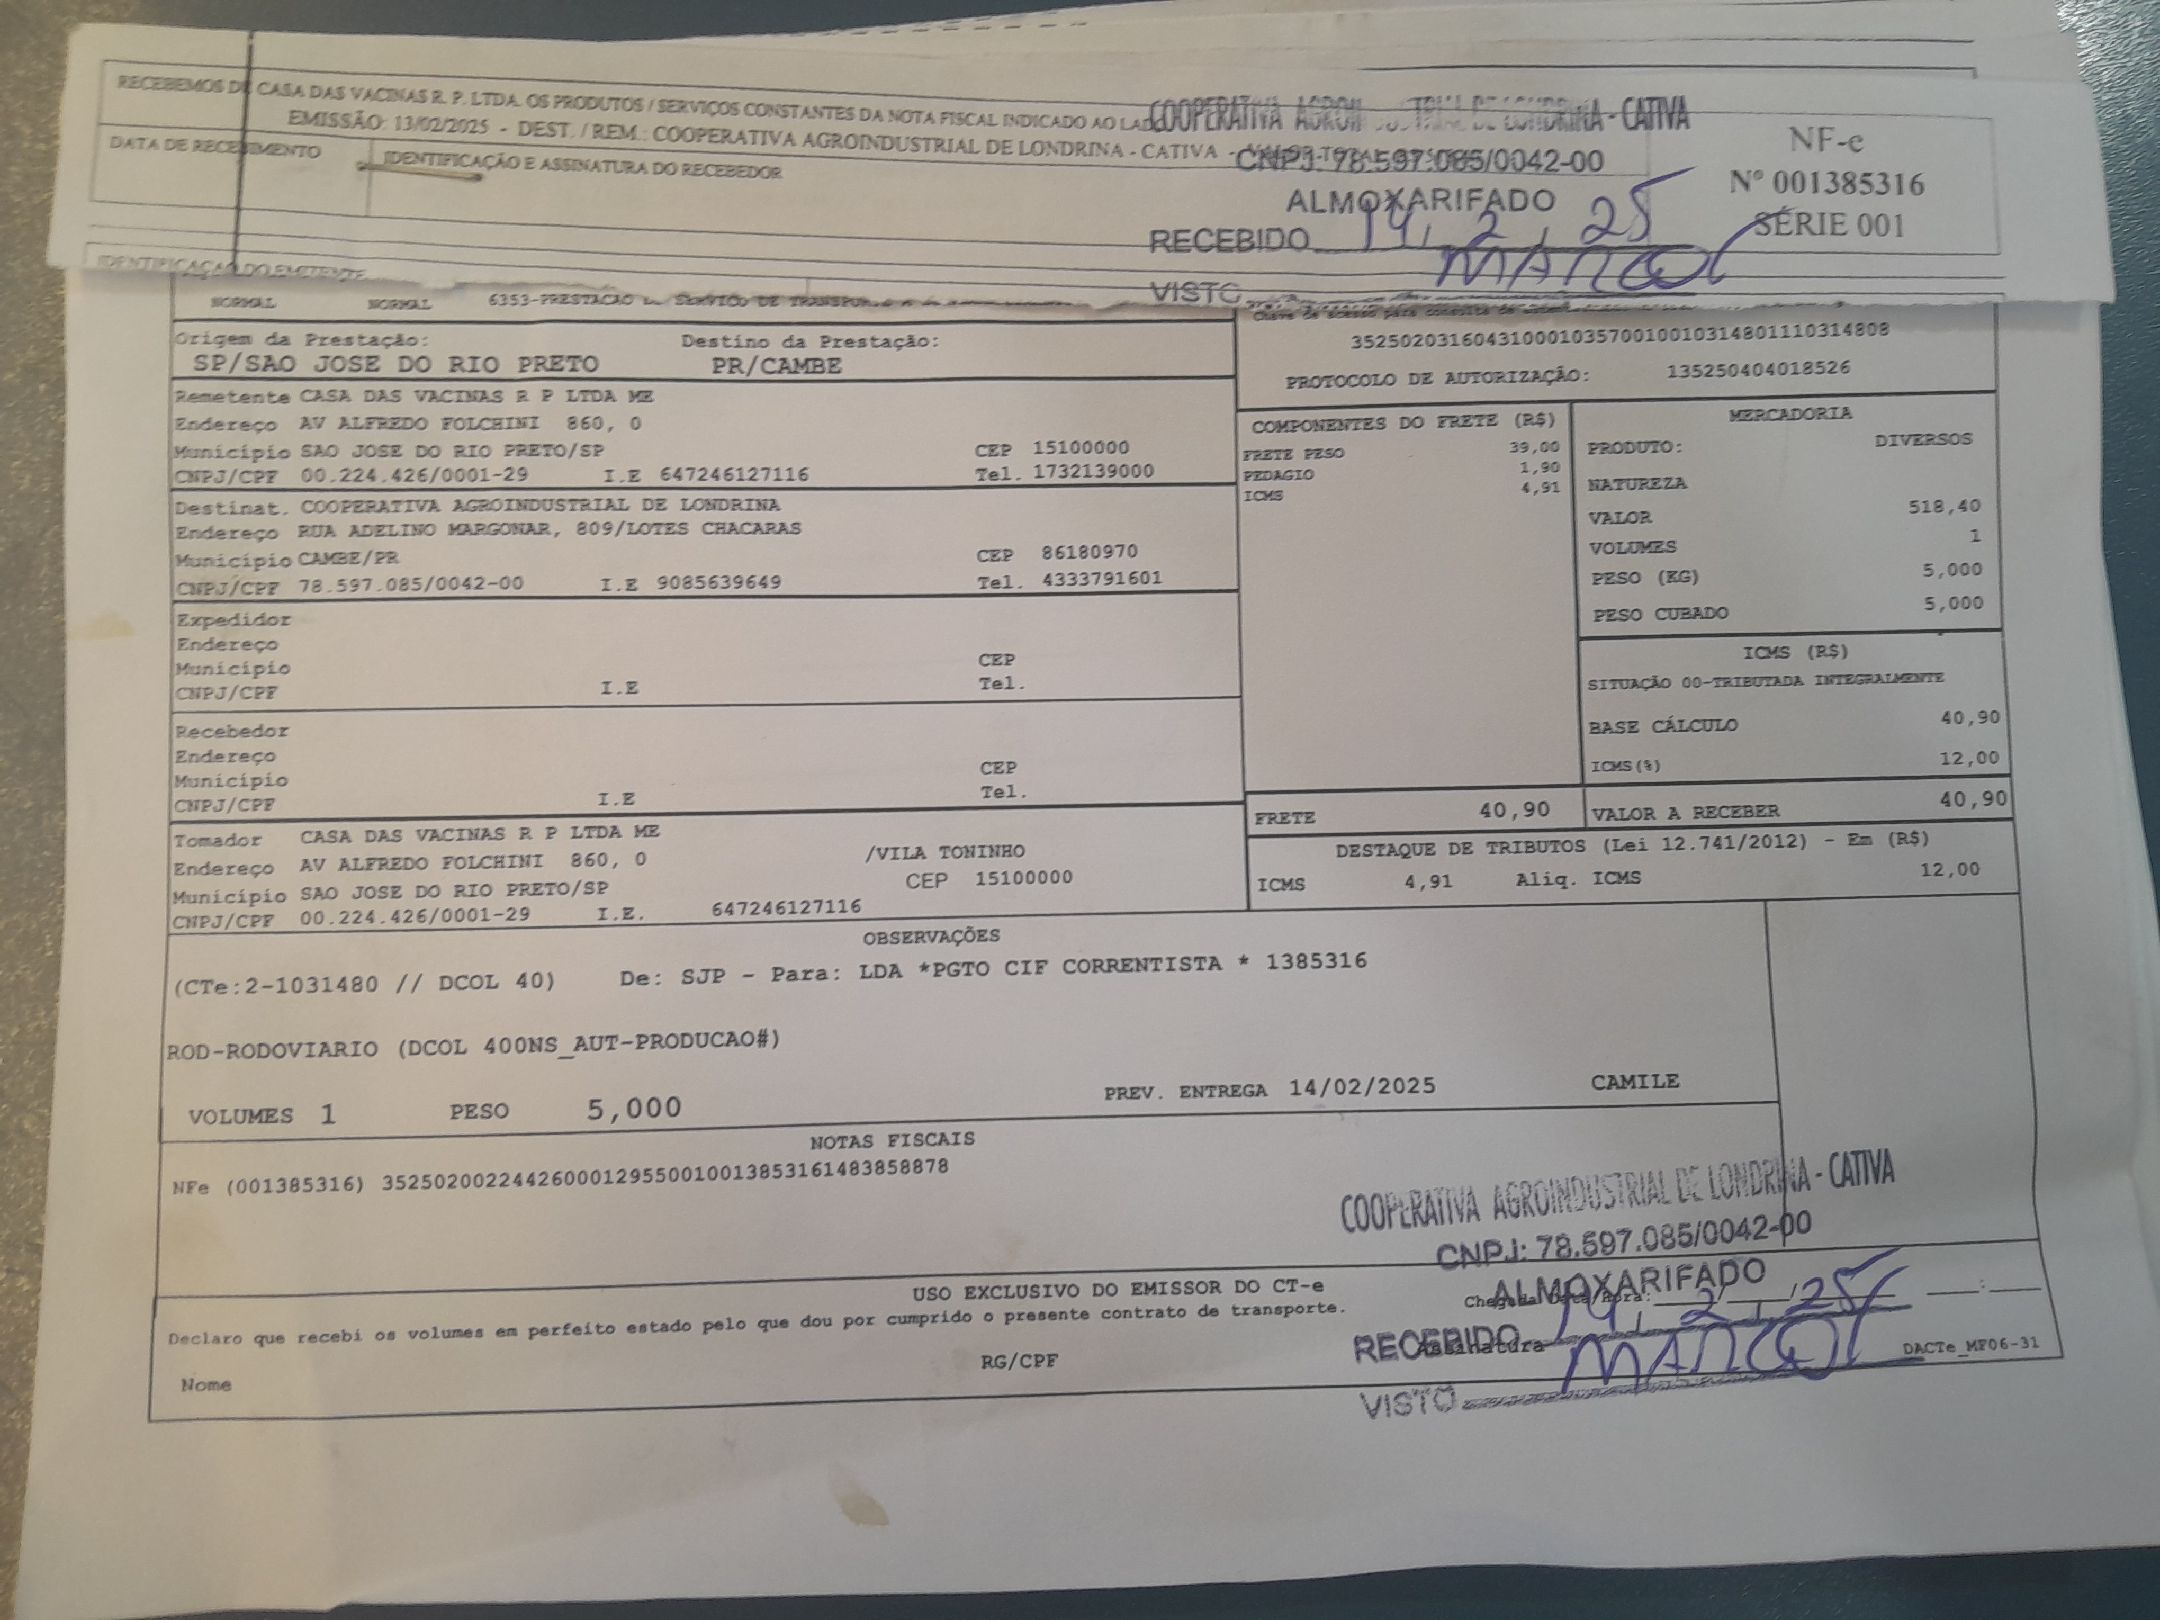 RECEBEMOS DE CASA DAS VACINAS R. P. LTDA. OS PRODUTOS / SERVIÇOS CONSTANTES DA NOTA FISCAL INDICADO AO LADO
EMISSÃO: 13/02/2025 - DEST. / REM.: COOPERATIVA AGROINDUSTRIAL DE LONDRINA - CATIVA -
DATA DE RECEBIMENTO
IDENTIFICAÇÃO E ASSINATURA DO RECEBEDOR
COOPERATIVA AGROINDUSTRIAL DE LONDRINA - CATIVA
CNPJ: 78.597.085/0042-00
ALMOXARIFADO
RECEBIDO 14, 2, 25
VISTO
NF-e
Nº 001385316
SÉRIE 001
IDENTIFICAÇÃO DO EMITENTE
NORMAL NORMAL 6353-PRESTACAO SERVICO DE
Origem da Prestação: Destino da Prestação:
SP/SAO JOSE DO RIO PRETO PR/CAMBE
Chave de acesso para consulta de
35250203160431000103570010010314801110314808
PROTOCOLO DE AUTORIZAÇÃO: 135250404018526
Remetente CASA DAS VACINAS R P LTDA ME
Endereço AV ALFREDO FOLCHINI 860, 0
Município SAO JOSE DO RIO PRETO/SP CEP 15100000
CNPJ/CPF 00.224.426/0001-29 I.E 647246127116 Tel. 1732139000
Destinat. COOPERATIVA AGROINDUSTRIAL DE LONDRINA
Endereço RUA ADELINO MARGONAR, 809/LOTES CHACARAS
Município CAMBE/PR CEP 86180970
CNPJ/CPF 78.597.085/0042-00 I.E 9085639649 Tel. 4333791601
Expedidor
Endereço
Município CEP
CNPJ/CPF I.E Tel.
Recebedor
Endereço
Município CEP
CNPJ/CPF I.E Tel.
Tomador CASA DAS VACINAS R P LTDA ME
Endereço AV ALFREDO FOLCHINI 860, 0 /VILA TONINHO
Município SAO JOSE DO RIO PRETO/SP CEP 15100000
CNPJ/CPF 00.224.426/0001-29 I.E. 647246127116
COMPONENTES DO FRETE (R$)
FRETE PESO 39,00
PEDAGIO 1,90
ICMS 4,91
MERCADORIA
PRODUTO: DIVERSOS
NATUREZA
VALOR 518,40
VOLUMES 1
PESO (KG) 5,000
PESO CUBADO 5,000
ICMS (R$)
SITUAÇÃO 00-TRIBUTADA INTEGRALMENTE
BASE CÁLCULO 40,90
ICMS(%) 12,00
FRETE 40,90 VALOR A RECEBER 40,90
DESTAQUE DE TRIBUTOS (Lei 12.741/2012) - Em (R$)
ICMS 4,91 Aliq. ICMS 12,00
OBSERVAÇÕES
(CTe:2-1031480 // DCOL 40) De: SJP - Para: LDA *PGTO CIF CORRENTISTA * 1385316
ROD-RODOVIARIO (DCOL 400NS_AUT-PRODUCAO#)
VOLUMES 1 PESO 5,000 PREV. ENTREGA 14/02/2025 CAMILE
NOTAS FISCAIS
NFe (001385316) 35250200224426000129550010013853161483858878
COOPERATIVA AGROINDUSTRIAL DE LONDRINA - CATIVA
CNPJ: 78.597.085/0042-00
ALMOXARIFADO
RECEBIDO 14, 2, 25
VISTO
USO EXCLUSIVO DO EMISSOR DO CT-e
Declaro que recebi os volumes em perfeito estado pelo que dou por cumprido o presente contrato de transporte.
Chegada Data/Hora:
Assinatura
Nome RG/CPF
DACTe_MF06-31